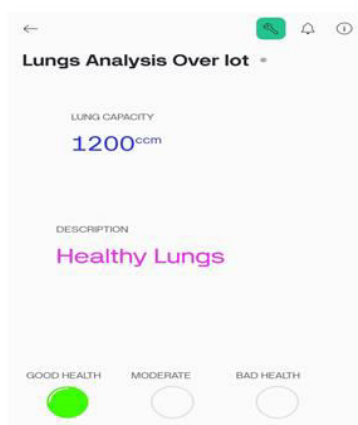 Lungs Analysis Over Iot
LUNG CAPACITY
1200ccm
DESCRIPTION
Healthy Lungs
GOOD HEALTH MODERATE BAD HEALTH